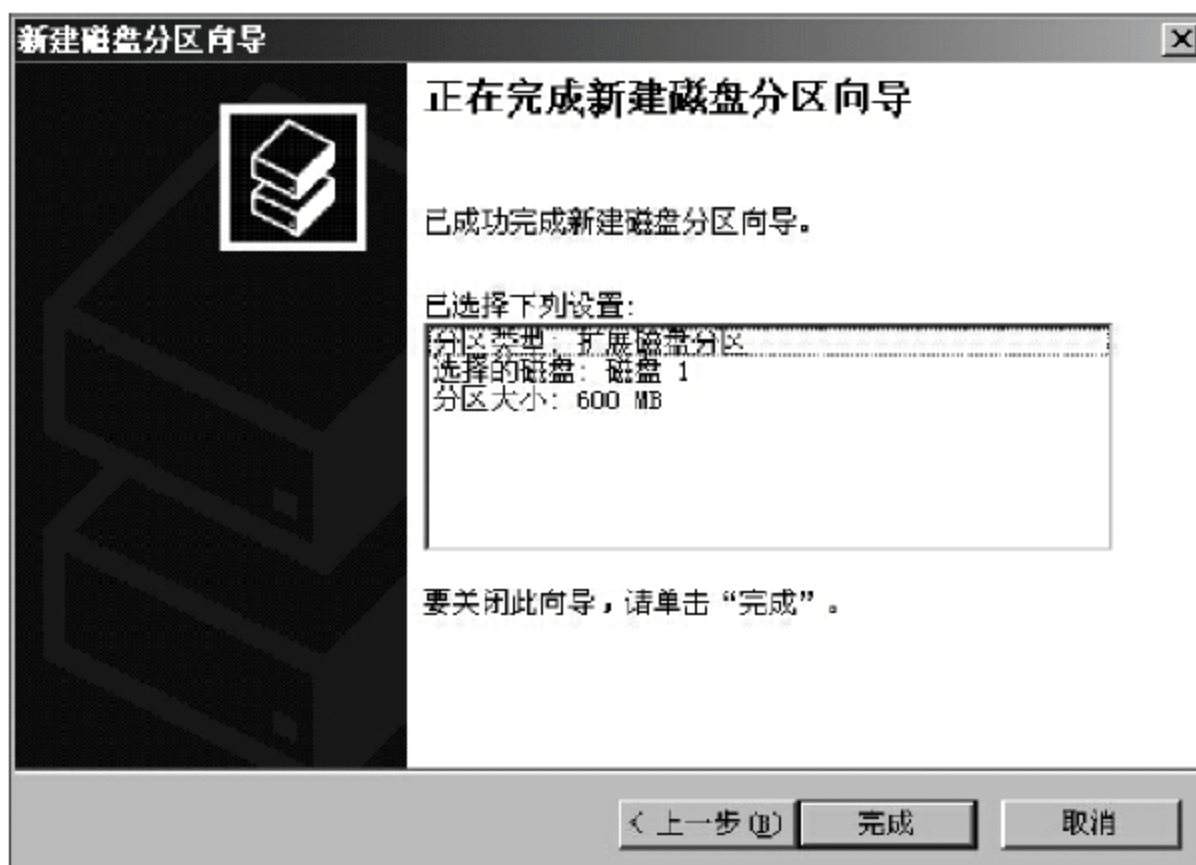 新建磁盘分区向导
正在完成新建磁盘分区向导
已成功完成新建磁盘分区向导。
已选择下列设置:
分区类型: 扩展磁盘分区
选择的磁盘: 磁盘 1
分区大小: 600 MB
要关闭此向导，请单击“完成”。
< 上一步(B)
完成
取消